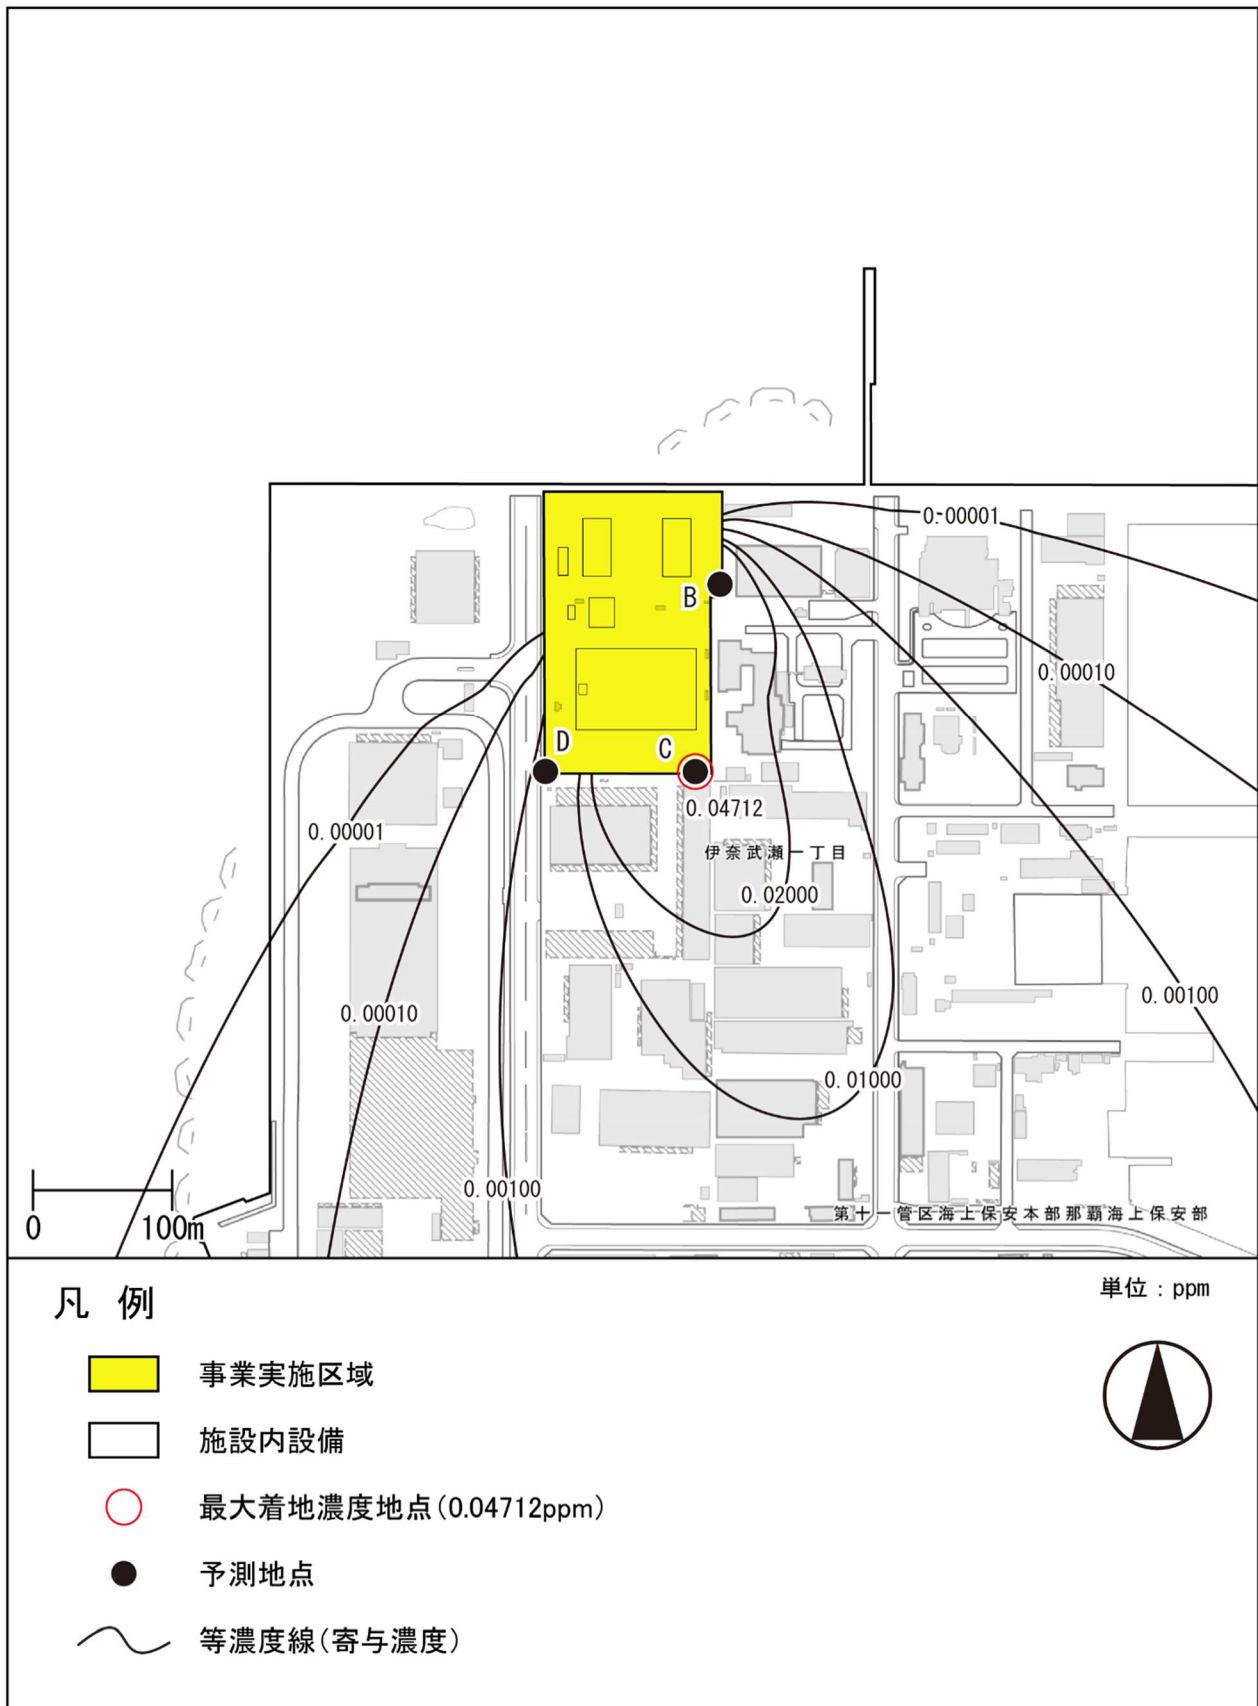 0.00001
B
0.00010
D
C
0.04712
0.00001
伊奈武瀬一丁目
0.02000
0.00100
0.00010
0.01000
0.00100
第十一管区海上保安本部那覇海上保安部
0 100m
凡 例
単位：ppm
事業実施区域
施設内設備
最大着地濃度地点(0.04712ppm)
予測地点
等濃度線(寄与濃度)